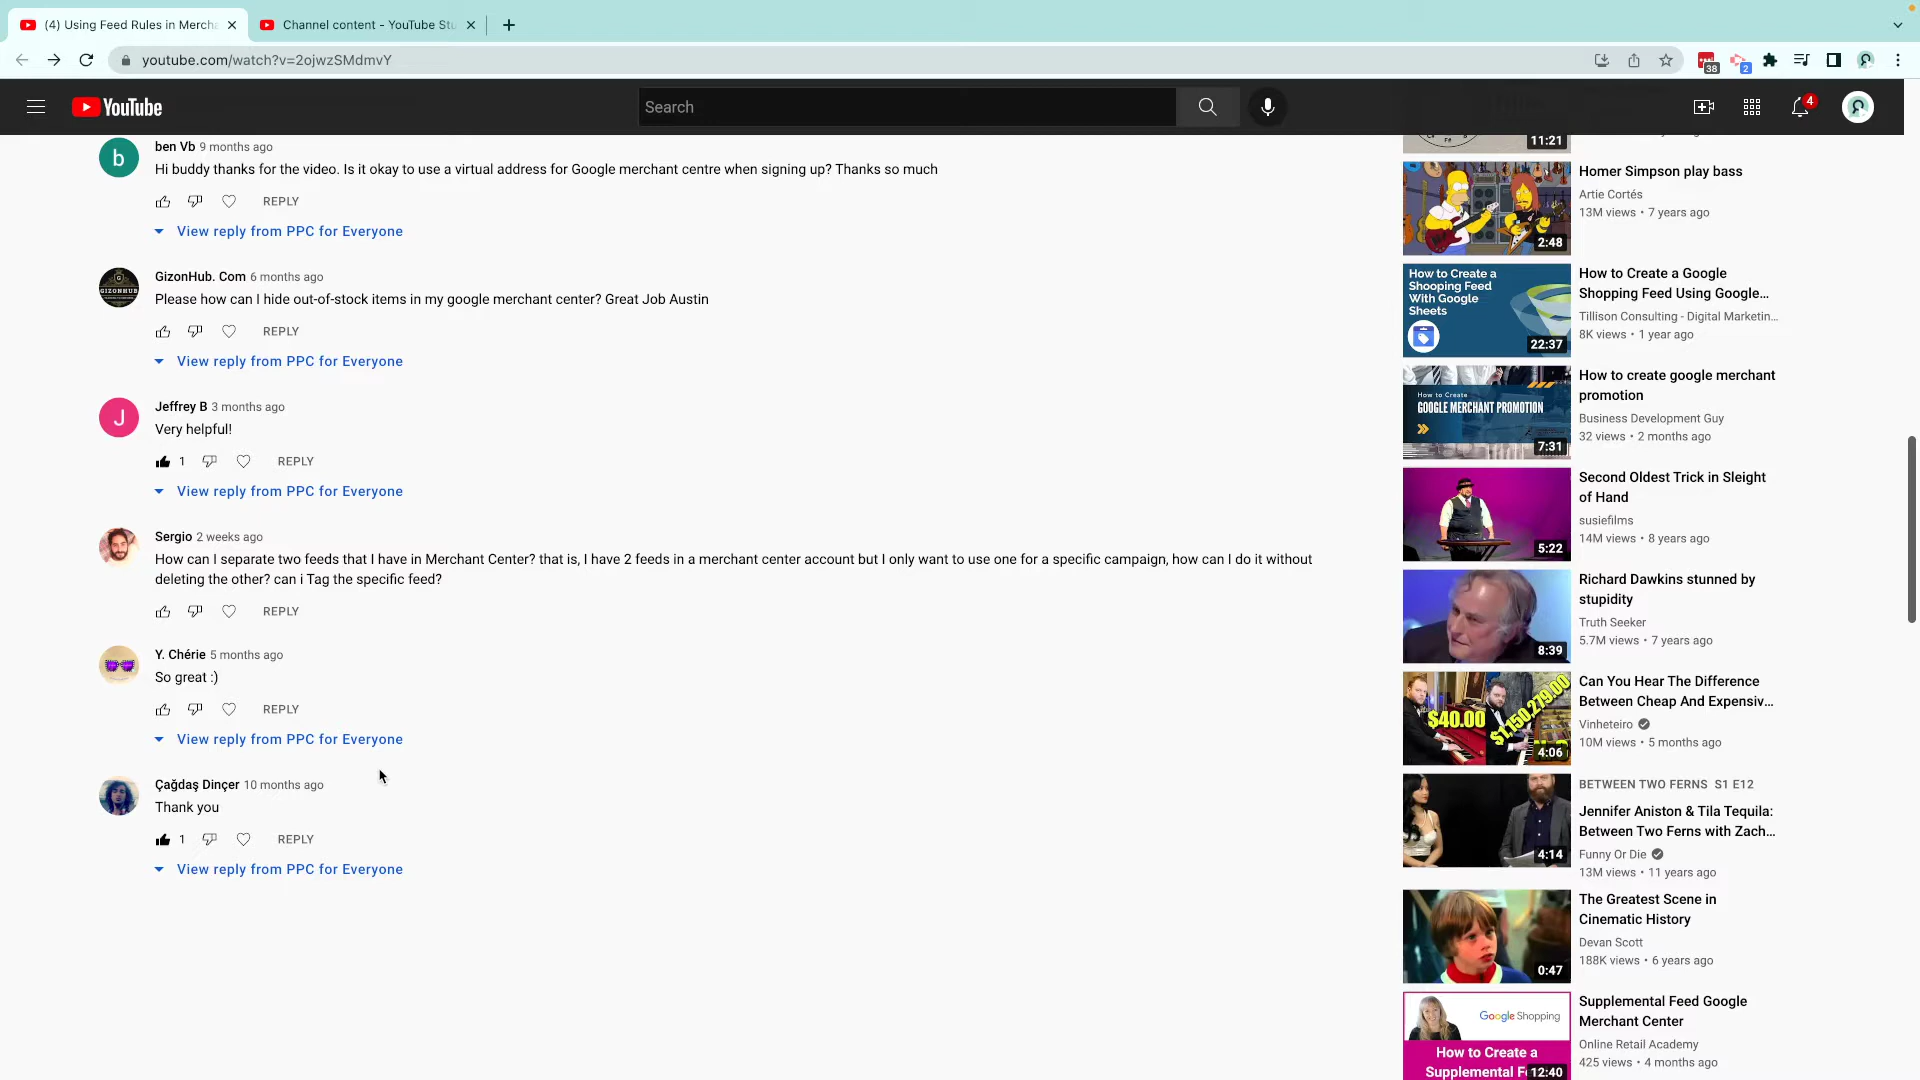 (4) Using Feed Rules in Mercha
Channel content - YouTube Stu
youtube.com/watch?v=2ojwzSMdmvY
38
2
YouTube
Search
4
ben Vb 9 months ago
Hi buddy thanks for the video. Is it okay to use a virtual address for Google merchant centre when signing up? Thanks so much
REPLY
View reply from PPC for Everyone
GizonHub. Com 6 months ago
Please how can I hide out-of-stock items in my google merchant center? Great Job Austin
REPLY
View reply from PPC for Everyone
Jeffrey B 3 months ago
Very helpful!
1 REPLY
View reply from PPC for Everyone
Sergio 2 weeks ago
How can I separate two feeds that I have in Merchant Center? that is, I have 2 feeds in a merchant center account but I only want to use one for a specific campaign, how can I do it without
deleting the other? can i Tag the specific feed?
REPLY
Y. Chérie 5 months ago
So great :)
REPLY
View reply from PPC for Everyone
Çağdaş Dinçer 10 months ago
Thank you
1 REPLY
View reply from PPC for Everyone
11:21
Homer Simpson play bass
Artie Cortés
13M views • 7 years ago
2:48
How to Create a
Shooping Feed
With Google
Sheets
22:37
How to Create a Google
Shopping Feed Using Google...
Tillison Consulting - Digital Marketin...
8K views • 1 year ago
How to Create
GOOGLE MERCHANT PROMOTION
7:31
How to create google merchant
promotion
Business Development Guy
32 views • 2 months ago
5:22
Second Oldest Trick in Sleight
of Hand
susiefilms
14M views • 8 years ago
8:39
Richard Dawkins stunned by
stupidity
Truth Seeker
5.7M views • 7 years ago
$40.00
$1,150,279.00
4:06
Can You Hear The Difference
Between Cheap And Expensiv...
Vinheteiro
10M views • 5 months ago
4:14
BETWEEN TWO FERNS S1 E12
Jennifer Aniston & Tila Tequila:
Between Two Ferns with Zach...
Funny Or Die
13M views • 11 years ago
0:47
The Greatest Scene in
Cinematic History
Devan Scott
188K views • 6 years ago
Google Shopping
How to Create a
Supplemental
12:40
Supplemental Feed Google
Merchant Center
Online Retail Academy
425 views • 4 months ago